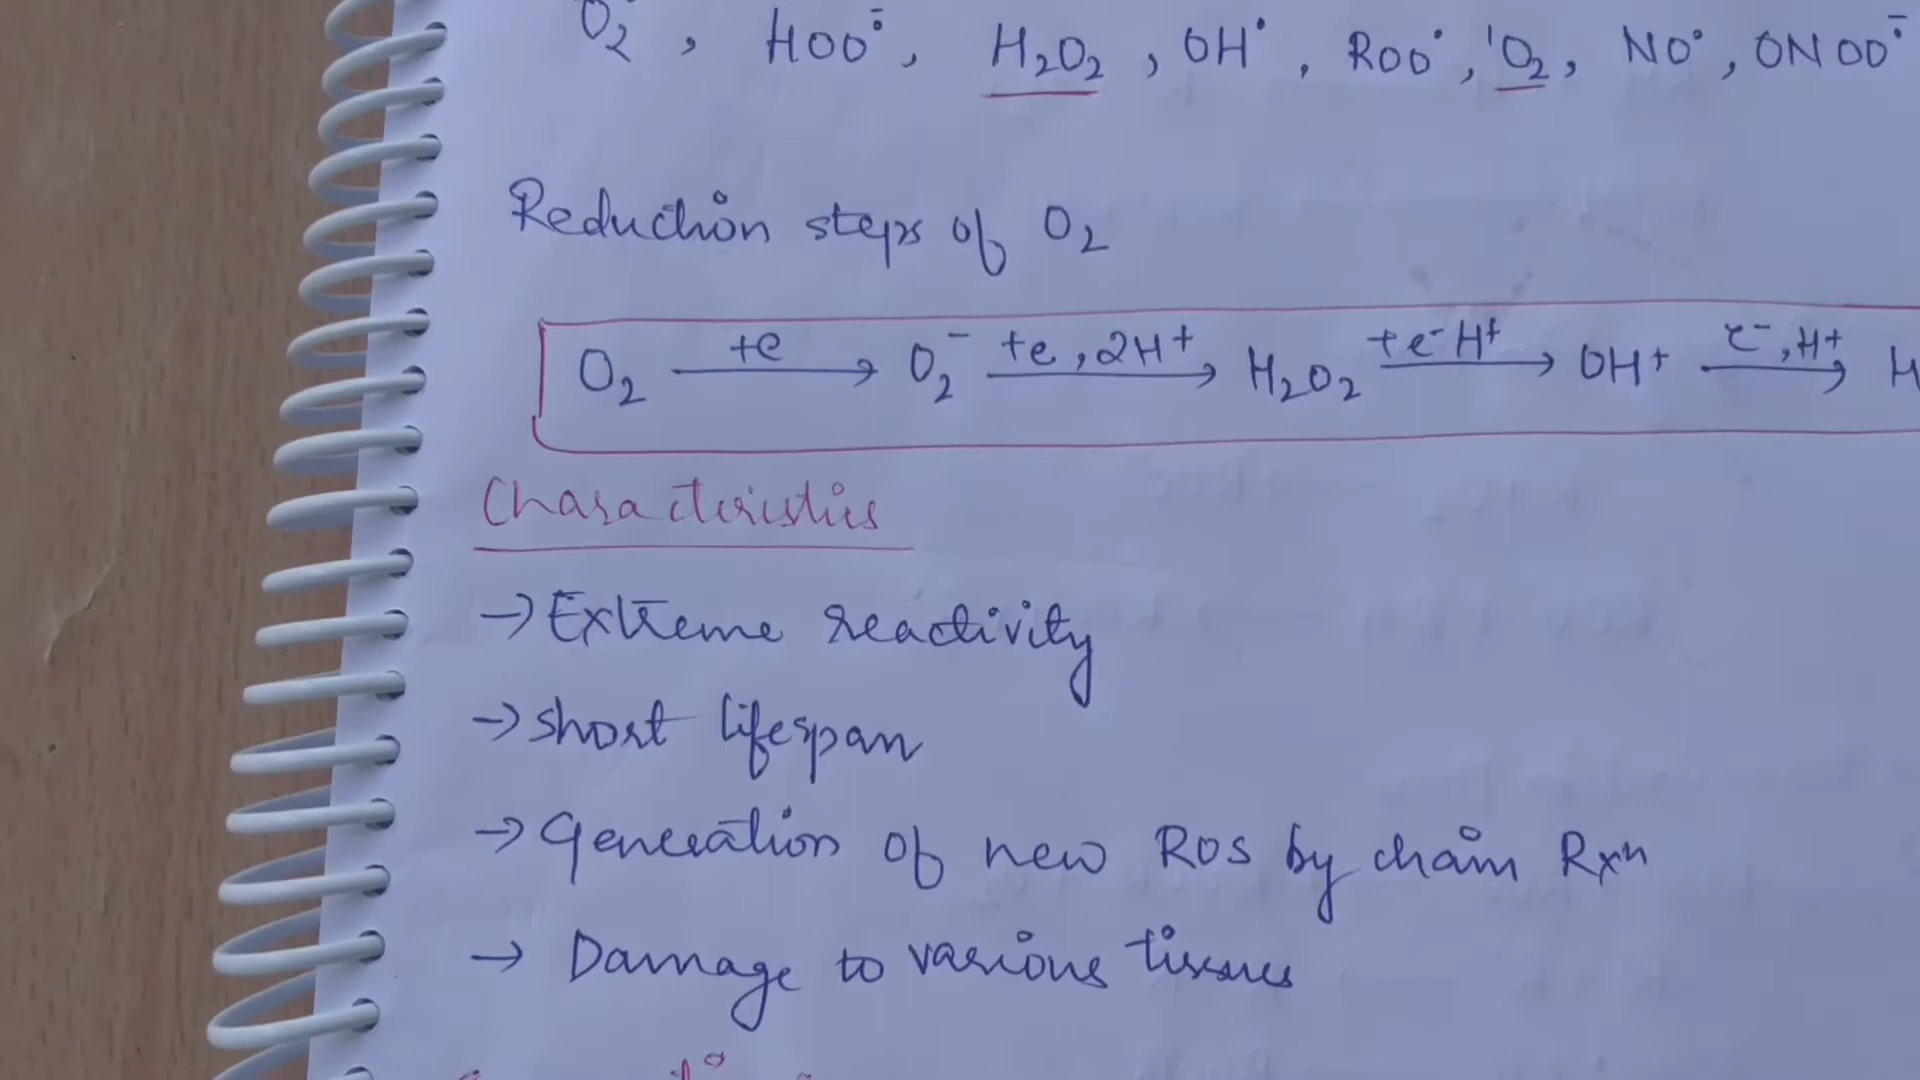 O₂⁻, HOO⁻̇, H₂O₂, OH•, ROO•, ¹O₂, NO•, ONOO⁻̇
Reduction steps of O₂
O₂ +e → O₂⁻ +e, 2H⁺ → H₂O₂ +e⁻ H⁺ → OH+ e⁻, H+ → H
Characteristics
→ Extreme reactivity
→ short lifespan
→ Generation of new ROS by chain Rxn
→ Damage to various tissues